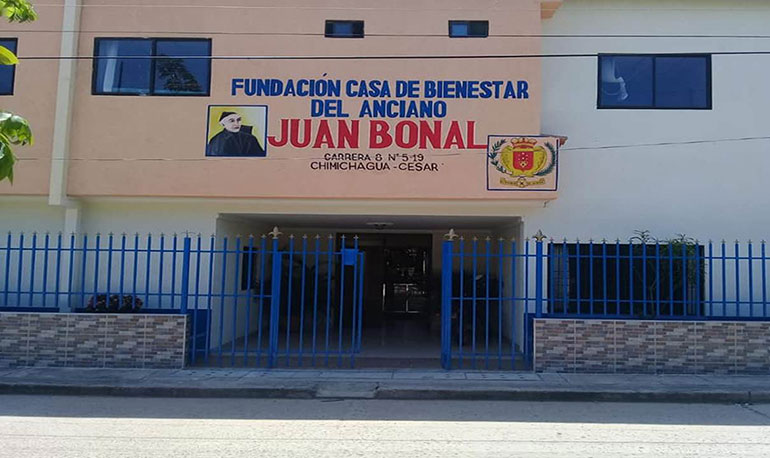 FUNDACIÓN CASA DE BIENESTAR
DEL ANCIANO
JUAN BONAL
CARRERA 8 N° 5-19
CHIMICHAGUA - CESAR